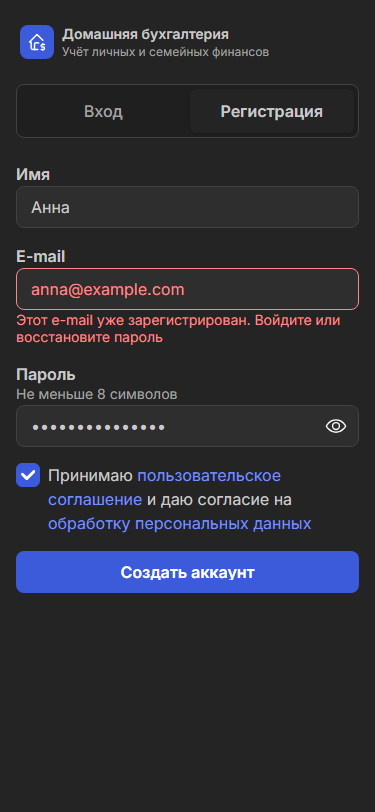 Домашняя бухгалтерия
Учёт личных и семейных финансов
Вход
Регистрация
Имя
Анна
E-mail
anna@example.com
Этот e-mail уже зарегистрирован. Войдите или
восстановите пароль
Пароль
Не меньше 8 символов
•••••••••••••••
Принимаю пользовательское
соглашение и даю согласие на
обработку персональных данных
Создать аккаунт